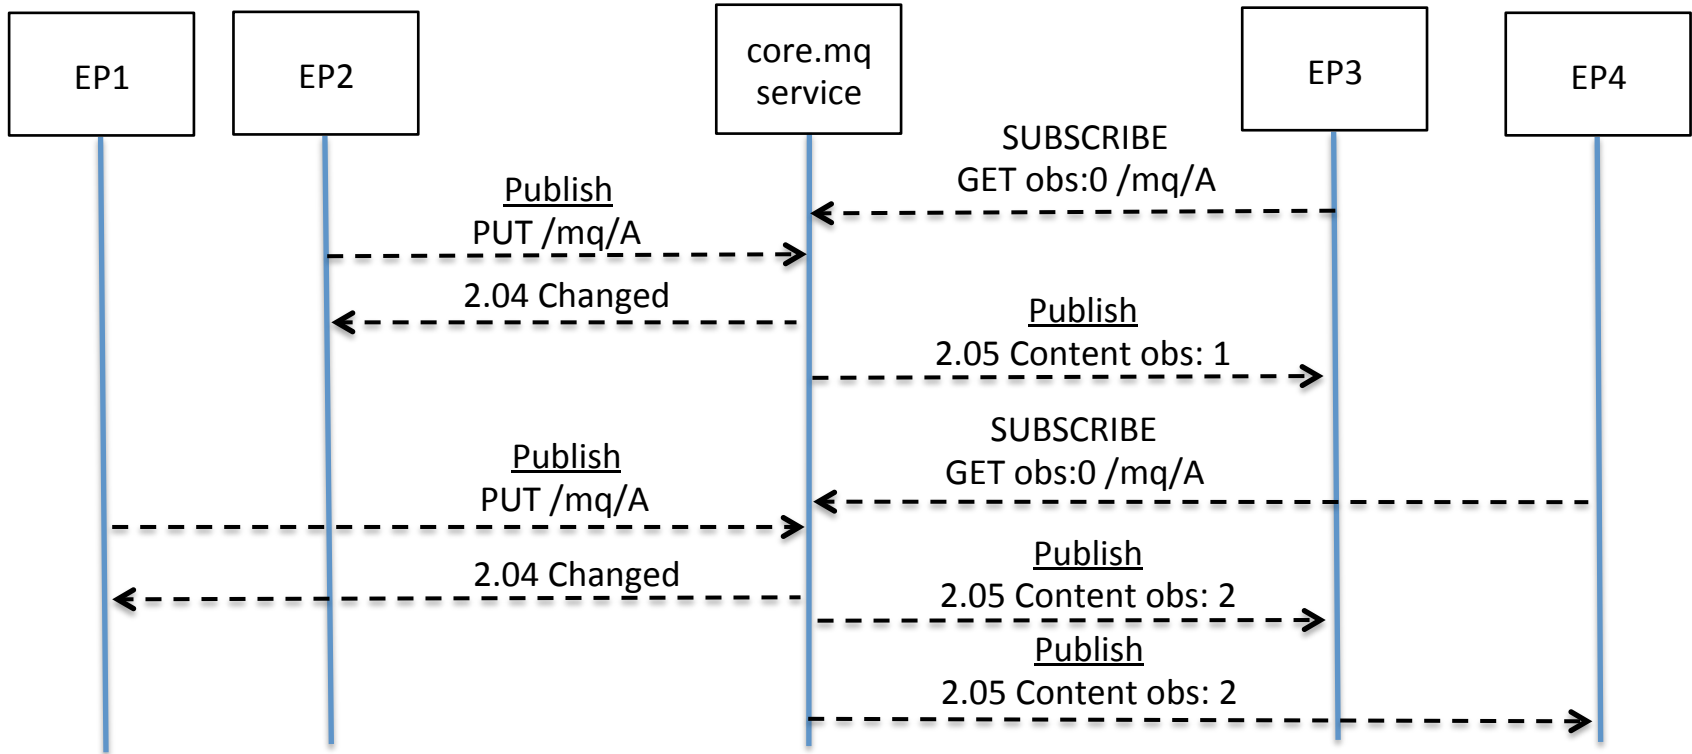 EP1
EP2
core.mq
service
EP3
EP4
SUBSCRIBE
GET obs:0 /mq/A
Publish
PUT /mq/A
2.04 Changed
Publish
2.05 Content obs: 1
SUBSCRIBE
GET obs:0 /mq/A
Publish
PUT /mq/A
2.04 Changed
Publish
2.05 Content obs: 2
Publish
2.05 Content obs: 2